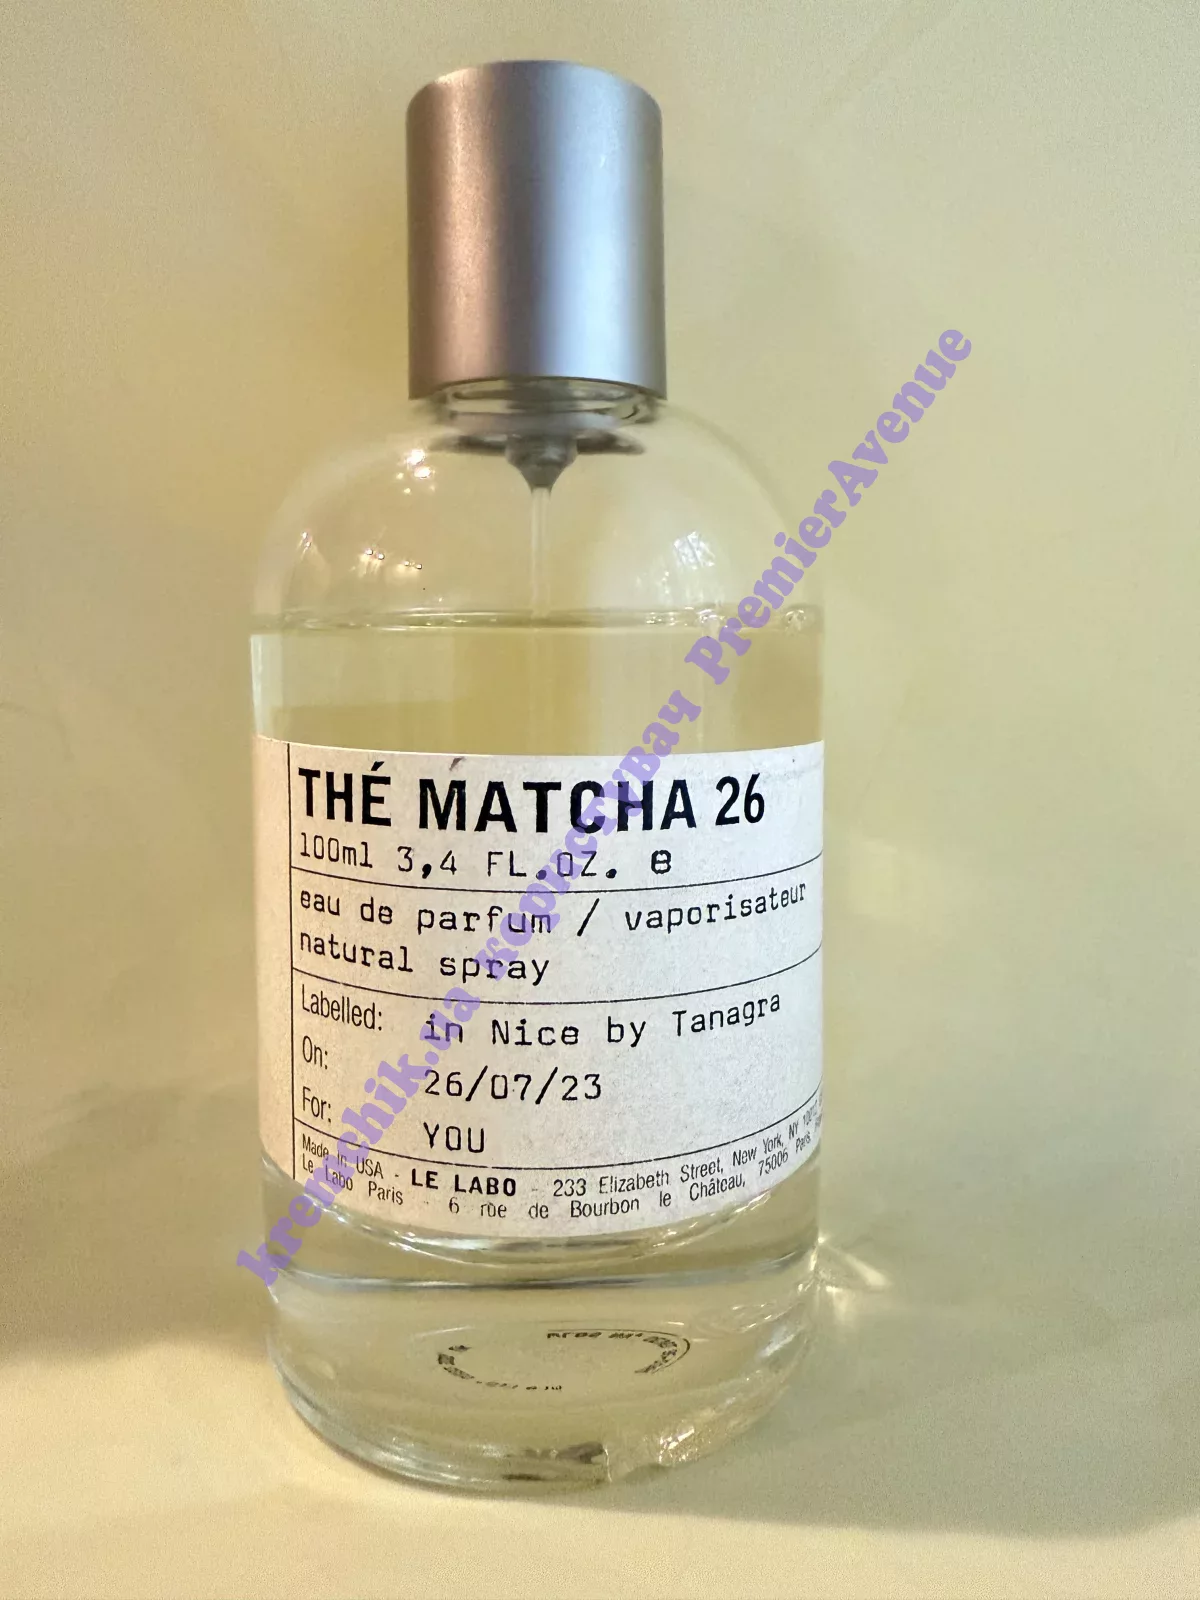 THÉ MATCHA 26
100ml 3,4 FL.OZ. e
eau de parfum / vaporisateur
natural spray
Labelled: in Nice by Tanagra
On: 26/07/23
For: YOU
Made in USA - LE LABO - 233 Elizabeth Street, New York, NY
Le Labo Paris - 6 rue de Bourbon le Château, 75006 Paris
kremchik.ua користувач PremierAvenue